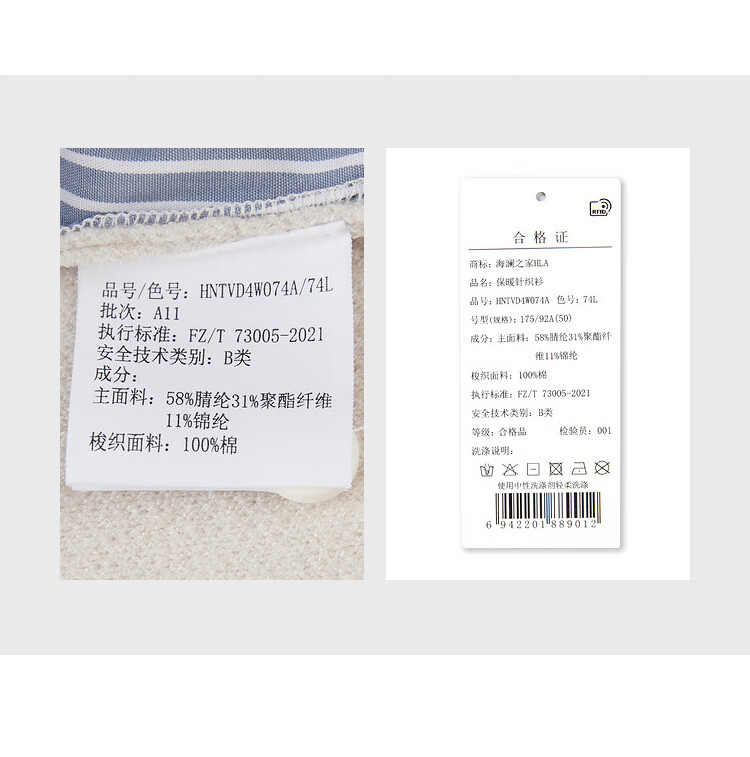 品号/色号：HNTVD4W074A/74L
批次：A11
执行标准：FZ/T 73005-2021
安全技术类别：B类
成分：
主面料：58%腈纶31%聚酯纤维
11%锦纶
梭织面料：100%棉
RFID
合格证
商标：海澜之家HLA
品名：保暖针织衫
品号：HNTVD4W074A 色号：74L
号型(规格)：175/92A(50)
成分：主面料：58%腈纶31%聚酯纤
维11%锦纶
梭织面料：100%棉
执行标准：FZ/T 73005-2021
安全技术类别：B类
等级：合格品 检验员：001
洗涤说明：
使用中性洗涤剂轻柔洗涤
6 942201 889012